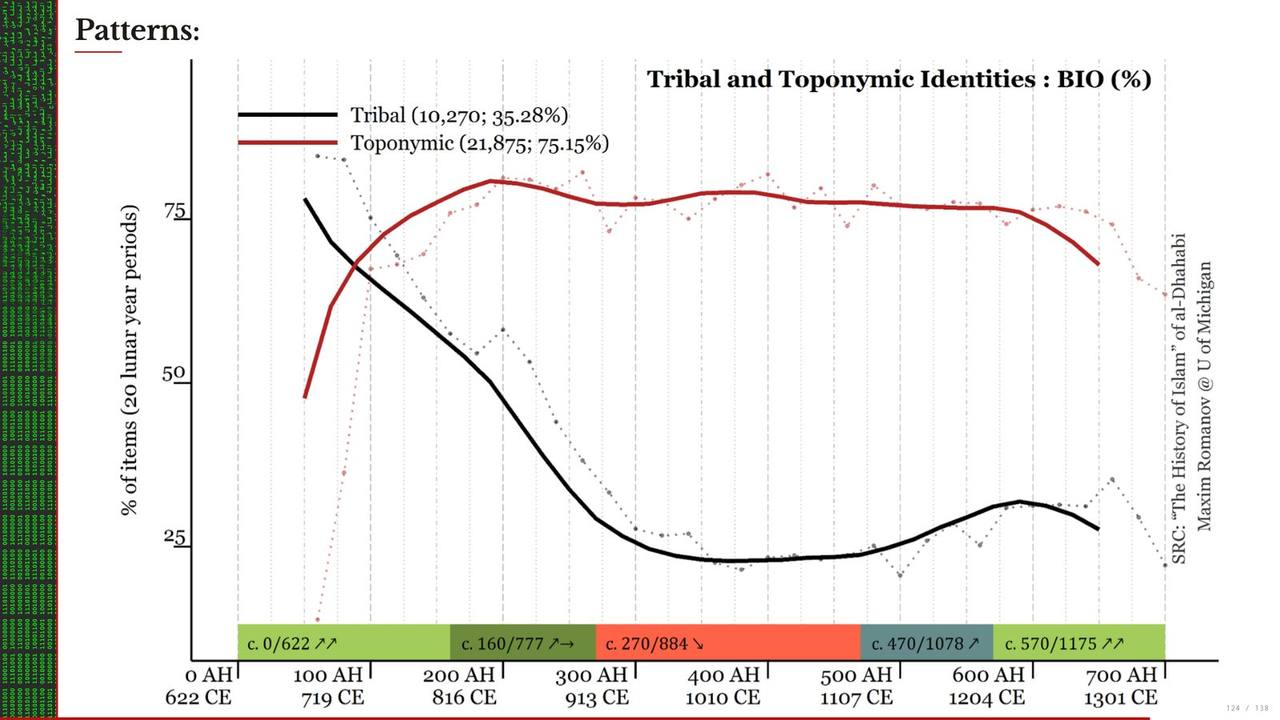 Patterns:
Tribal and Toponymic Identities : BIO (%)
Tribal (10,270; 35.28%)
Toponymic (21,875; 75.15%)
% of items (20 lunar year periods)
75
50
25
c. 0/622 ↗↗
c. 160/777 ↗→
c. 270/884 ↘
c. 470/1078 ↗
c. 570/1175 ↗↗
0 AH
622 CE
100 AH
719 CE
200 AH
816 CE
300 AH
913 CE
400 AH
1010 CE
500 AH
1107 CE
600 AH
1204 CE
700 AH
1301 CE
SRC: “The History of Islam” of al-Dhahabi
Maxim Romanov @ U of Michigan
124 / 138